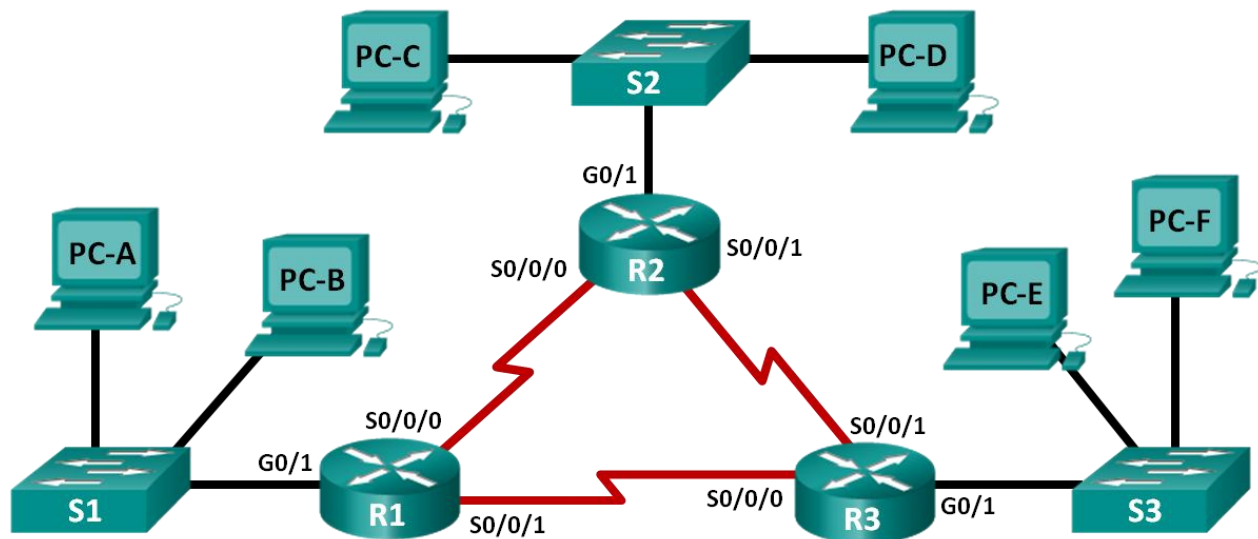 PC-C
S2
PC-D
G0/1
PC-A
PC-B
S0/0/0
R2
S0/0/1
PC-E
PC-F
S0/0/0
S0/0/1
G0/1
S1
R1
S0/0/1
S0/0/0
R3
G0/1
S3